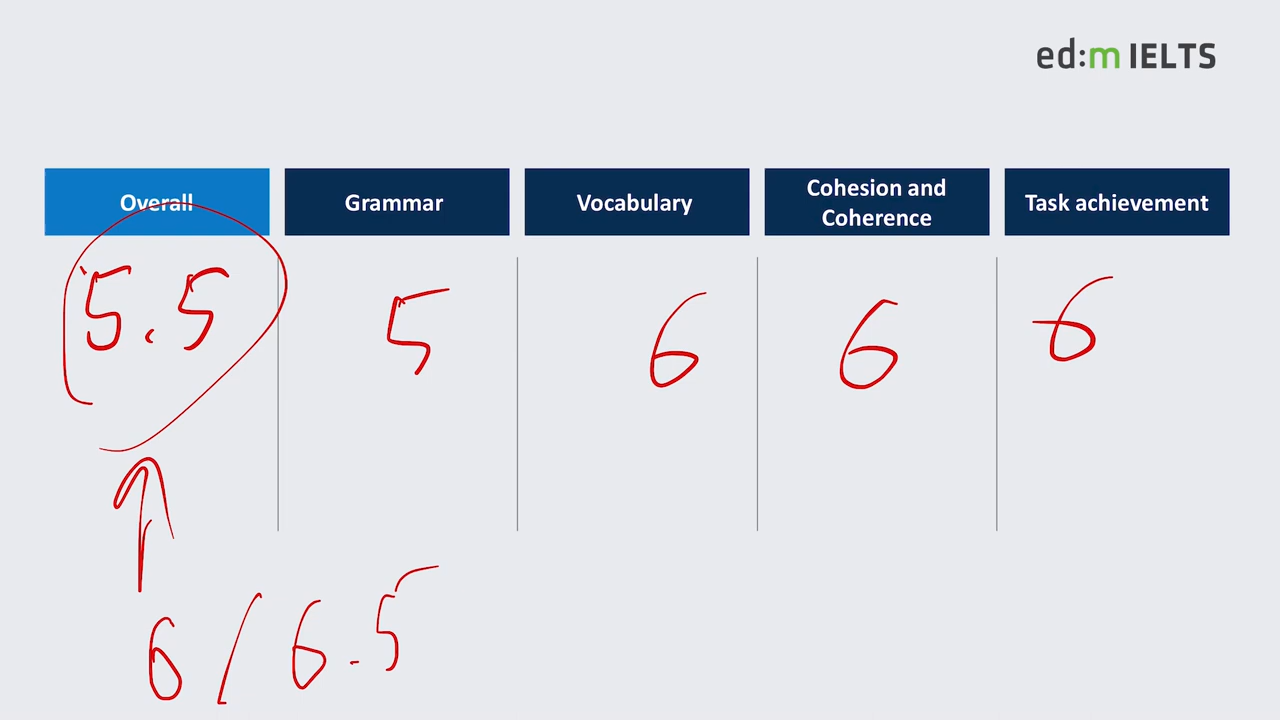 ed:m IELTS
Overall
Grammar
Vocabulary
Cohesion and
Coherence
Task achievement
5.5
5
6
6
6
6/6.5